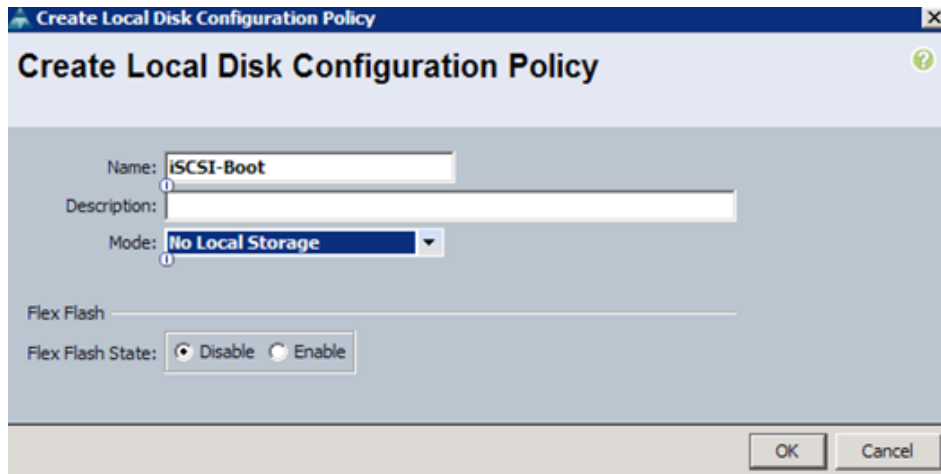 Create Local Disk Configuration Policy
Create Local Disk Configuration Policy
Name: iSCSI-Boot
Description:
Mode: No Local Storage
Flex Flash
Flex Flash State: Disable Enable
OK Cancel